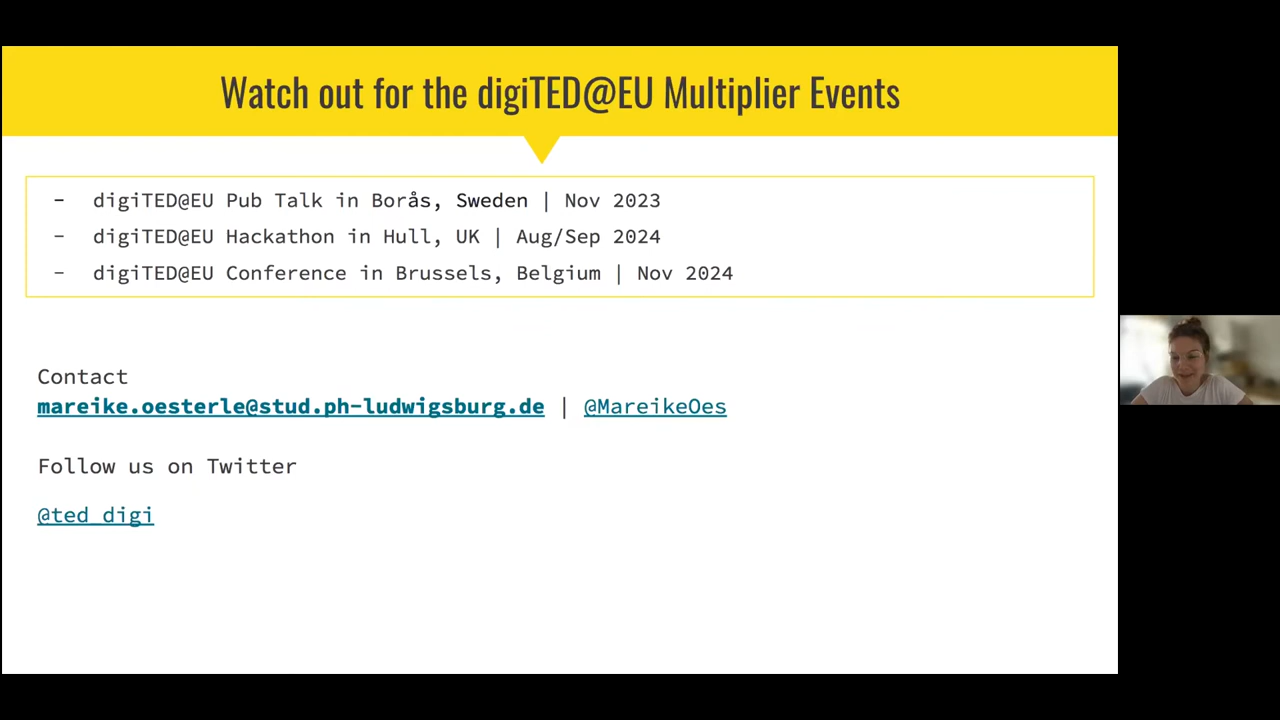 Watch out for the digiTED@EU Multiplier Events
- digiTED@EU Pub Talk in Borås, Sweden | Nov 2023
- digiTED@EU Hackathon in Hull, UK | Aug/Sep 2024
- digiTED@EU Conference in Brussels, Belgium | Nov 2024
Contact
mareike.oesterle@stud.ph-ludwigsburg.de | @MareikeOes
Follow us on Twitter
@ted_digi